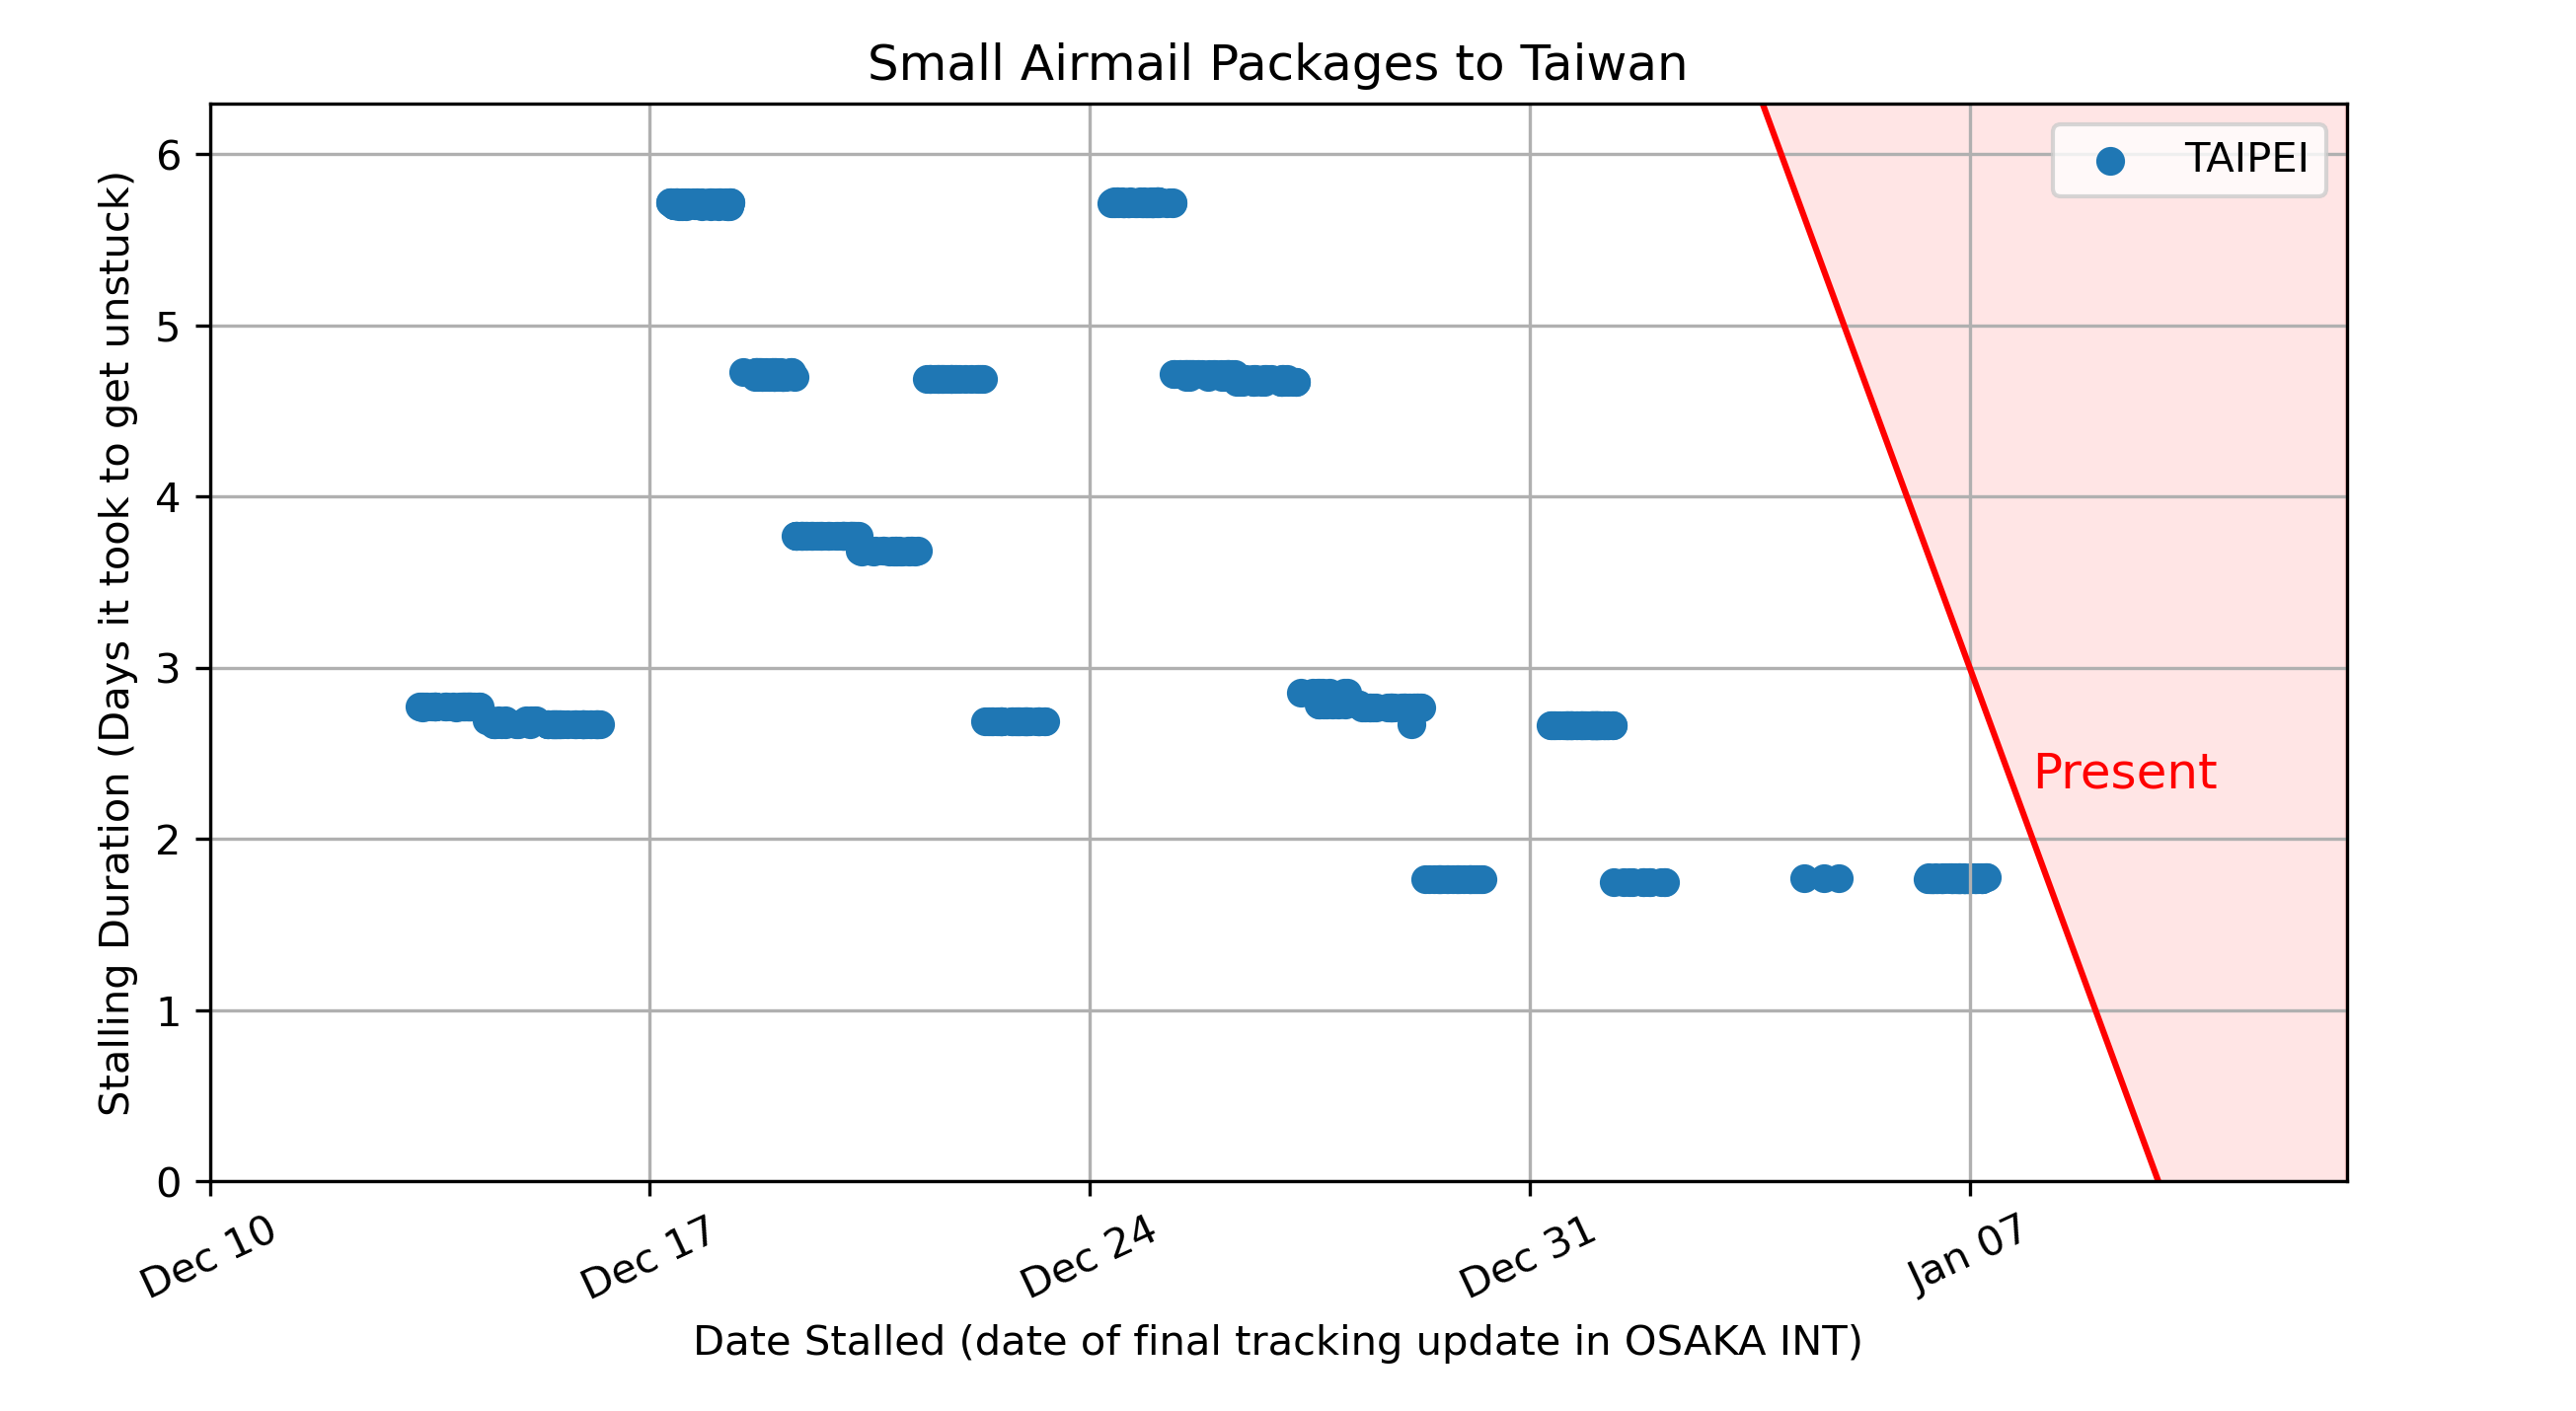 Small Airmail Packages to Taiwan
Stalling Duration (Days it took to get unstuck)
6
5
4
3
2
1
0
TAIPEI
Present
Dec 10
Dec 17
Dec 24
Dec 31
Jan 07
Date Stalled (date of final tracking update in OSAKA INT)